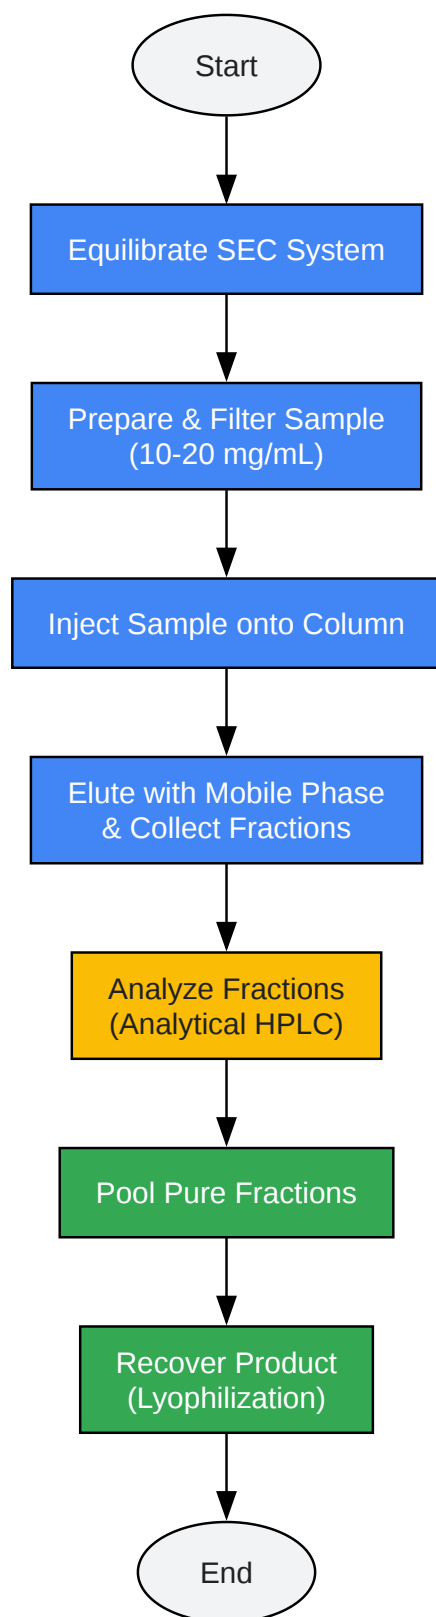 Start
Equilibrate SEC System
Prepare & Filter Sample
(10-20 mg/mL)
Inject Sample onto Column
Elute with Mobile Phase
& Collect Fractions
Analyze Fractions
(Analytical HPLC)
Pool Pure Fractions
Recover Product
(Lyophilization)
End